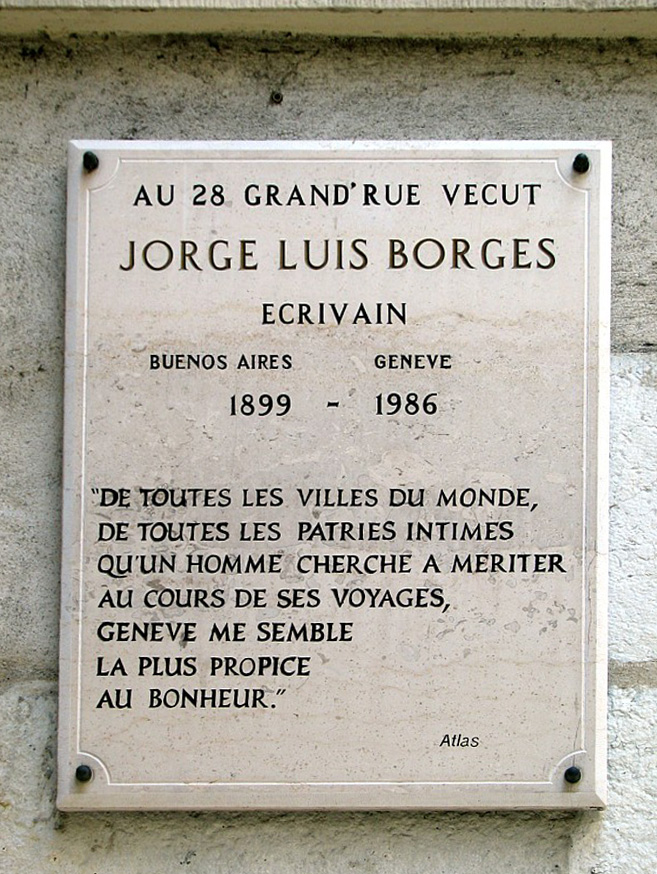 AU 28 GRAND'RUE VECUT
JORGE LUIS BORGES
ECRIVAIN
BUENOS AIRES GENEVE
1899 - 1986
"DE TOUTES LES VILLES DU MONDE,
DE TOUTES LES PATRIES INTIMES
QU'UN HOMME CHERCHE A MERITER
AU COURS DE SES VOYAGES,
GENEVE ME SEMBLE
LA PLUS PROPICE
AU BONHEUR."
Atlas